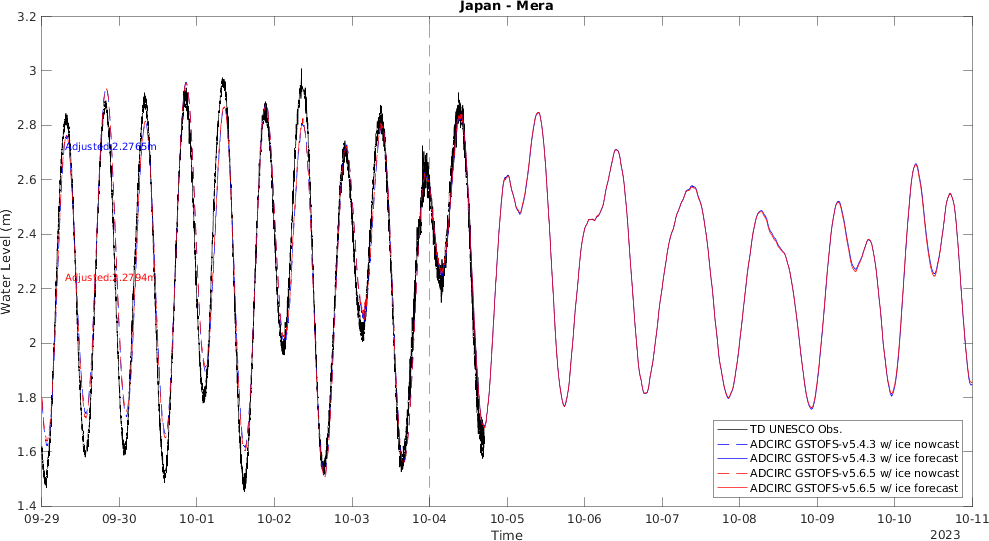 Japan - Mera
3.2
3
2.8
2.6
2.4
2.2
2
1.8
1.6
1.4
Water Level (m)
Adjusted:2.2765m
Adjusted:2.2794m
TD UNESCO Obs.
ADCIRC GSTOFS-v5.4.3 w/ ice nowcast
ADCIRC GSTOFS-v5.4.3 w/ ice forecast
ADCIRC GSTOFS-v5.6.5 w/ ice nowcast
ADCIRC GSTOFS-v5.6.5 w/ ice forecast
09-29 09-30 10-01 10-02 10-03 10-04 10-05 10-06 10-07 10-08 10-09 10-10 10-11
Time
2023